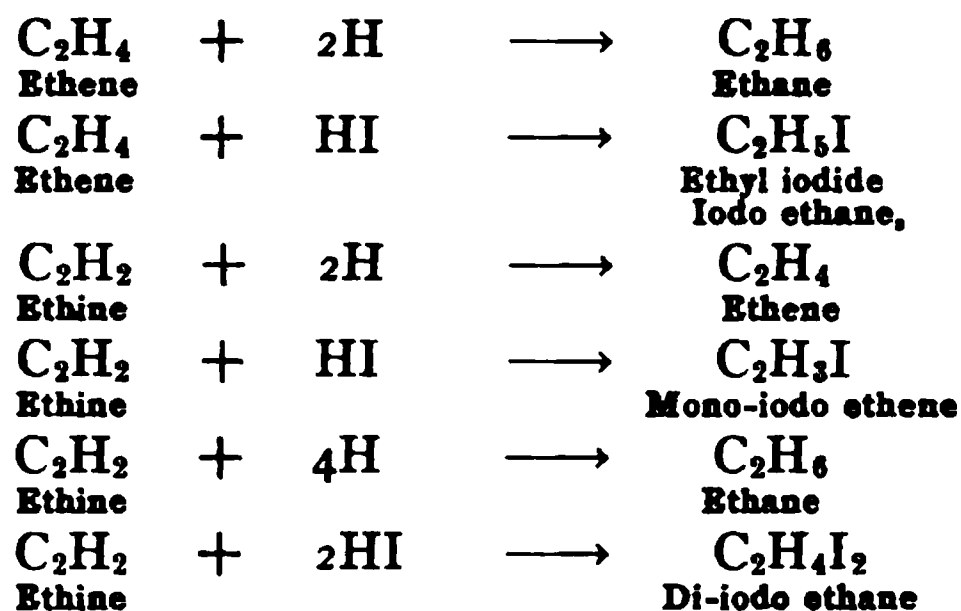 C₂H₄ + 2H ⟶ C₂H₆
Ethene Ethane
C₂H₄ + HI ⟶ C₂H₅I
Ethene Ethyl iodide
Iodo ethane,
C₂H₂ + 2H ⟶ C₂H₄
Ethine Ethene
C₂H₂ + HI ⟶ C₂H₃I
Ethine Mono-iodo ethene
C₂H₂ + 4H ⟶ C₂H₆
Ethine Ethane
C₂H₂ + 2HI ⟶ C₂H₄I₂
Ethine Di-iodo ethane